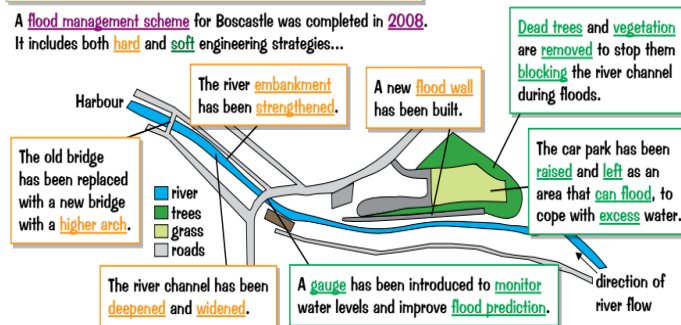 A flood management scheme for Boscastle was completed in 2008.
It includes both hard and soft engineering strategies...
Dead trees and vegetation
are removed to stop them
blocking the river channel
during floods.
The river embankment
has been strengthened.
A new flood wall
has been built.
Harbour
The old bridge
has been replaced
with a new bridge
with a higher arch.
The car park has been
raised and left as an
area that can flood, to
cope with excess water.
river
trees
grass
roads
The river channel has been
deepened and widened.
A gauge has been introduced to monitor
water levels and improve flood prediction.
direction of
river flow